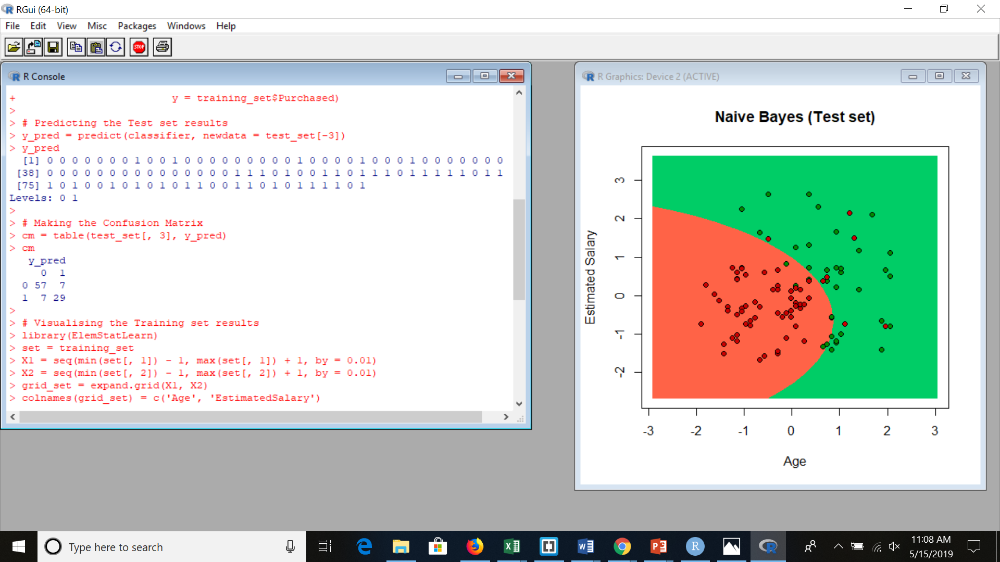 RGui (64-bit)
File Edit View Misc Packages Windows Help
STOP
R Console
+                          y = training_set$Purchased)
>
> # Predicting the Test set results
> y_pred = predict(classifier, newdata = test_set[-3])
> y_pred
  [1] 0 0 0 0 0 0 0 1 0 0 1 0 0 0 0 0 0 0 0 0 1 0 0 0 0 1 0 0 0 1 0 0 0 0 0 0 0
 [38] 0 0 0 0 0 0 0 0 0 0 0 0 0 0 0 1 1 1 0 1 0 0 1 1 0 1 1 1 0 1 1 1 1 1 0 1 1
 [75] 1 0 1 0 0 1 0 1 0 1 0 1 1 0 0 1 1 0 1 0 1 1 1 1 0 1
Levels: 0 1
>
> # Making the Confusion Matrix
> cm = table(test_set[, 3], y_pred)
> cm
   y_pred
     0  1
  0 57  7
  1  7 29
>
> # Visualising the Training set results
> library(ElemStatLearn)
> set = training_set
> X1 = seq(min(set[, 1]) - 1, max(set[, 1]) + 1, by = 0.01)
> X2 = seq(min(set[, 2]) - 1, max(set[, 2]) + 1, by = 0.01)
> grid_set = expand.grid(X1, X2)
> colnames(grid_set) = c('Age', 'EstimatedSalary')
R Graphics: Device 2 (ACTIVE)
Naive Bayes (Test set)
Estimated Salary
3
2
1
0
-1
-2
-3 -2 -1 0 1 2 3
Age
Type here to search
11:08 AM
5/15/2019